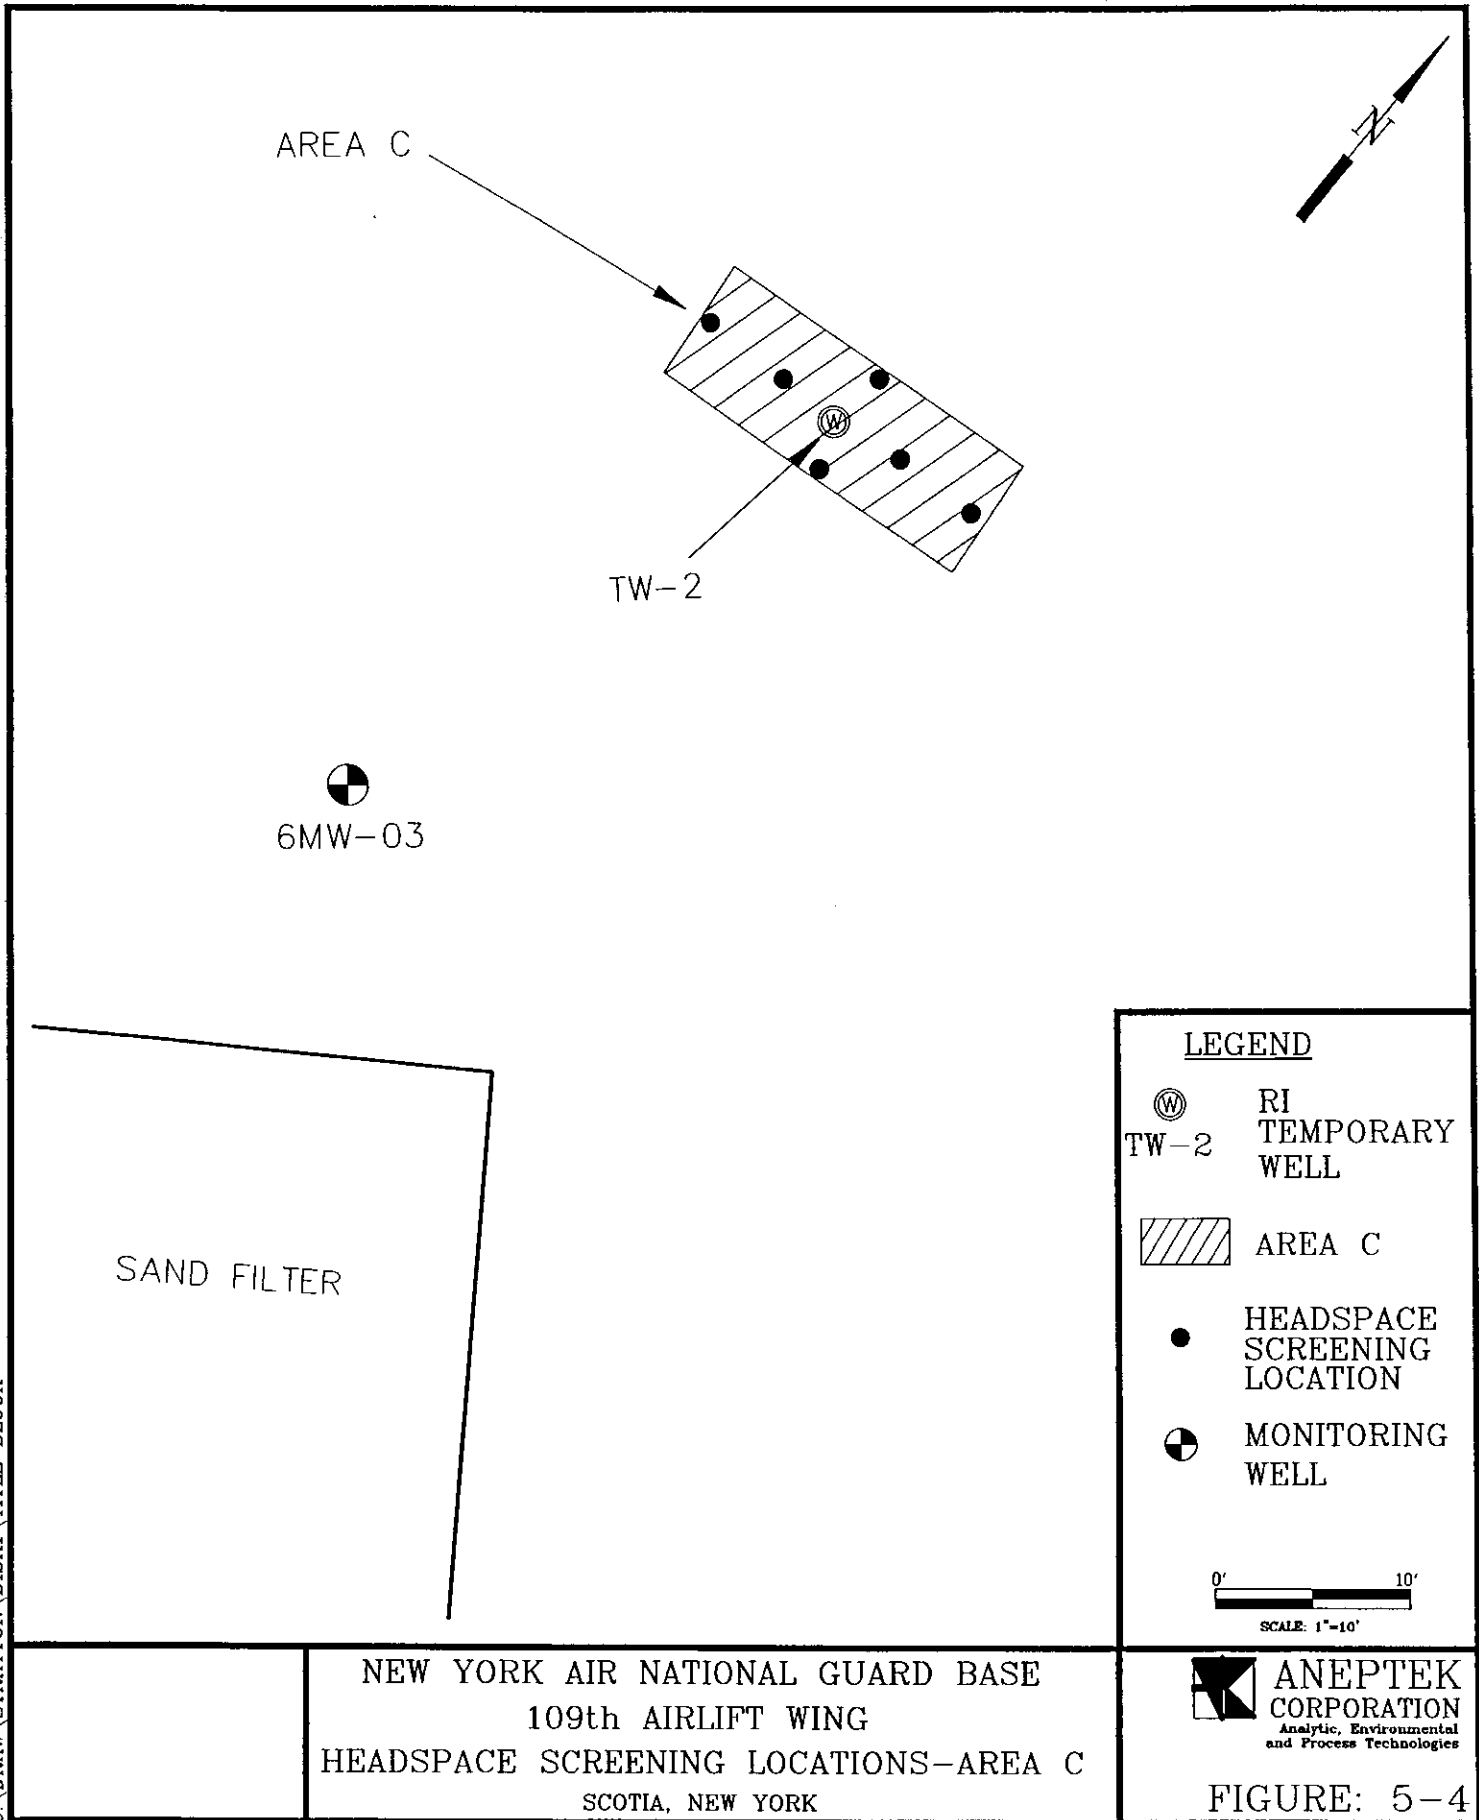 N
AREA C
W
TW-2
6MW-03
SAND FILTER
LEGEND
W
TW-2
RI
TEMPORARY
WELL
AREA C
HEADSPACE
SCREENING
LOCATION
MONITORING
WELL
0' 10'
SCALE: 1"=10'
NEW YORK AIR NATIONAL GUARD BASE
109th AIRLIFT WING
HEADSPACE SCREENING LOCATIONS-AREA C
SCOTIA, NEW YORK
ANEPTEK
CORPORATION
Analytic, Environmental
and Process Technologies
FIGURE: 5-4